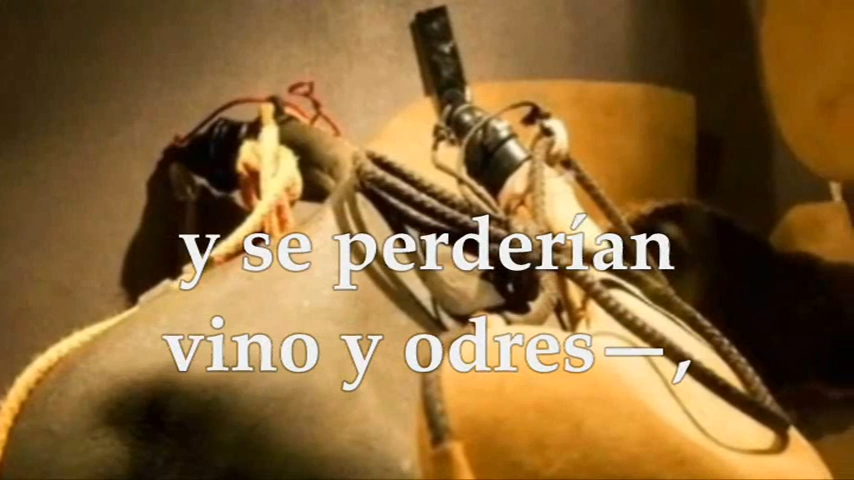 y se perderían
vino y odres—,